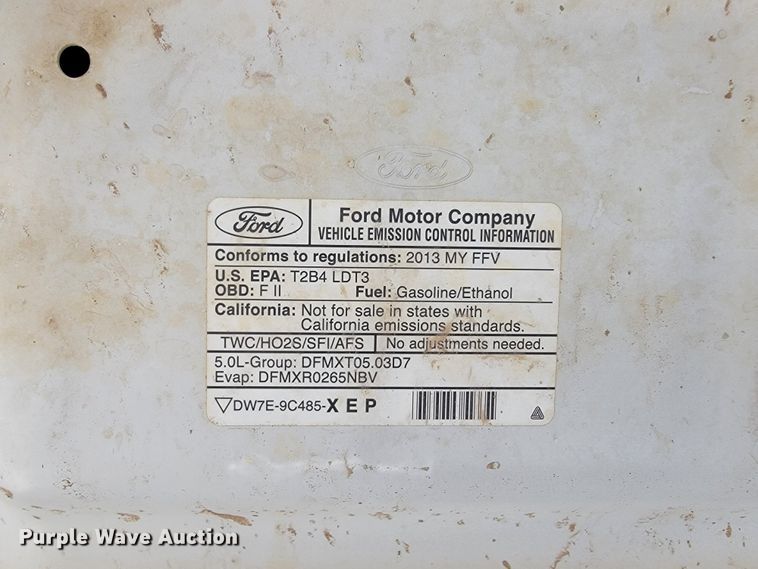 Ford
Ford
Ford Motor Company
VEHICLE EMISSION CONTROL INFORMATION
Conforms to regulations: 2013 MY FFV
U.S. EPA: T2B4 LDT3
OBD: F II Fuel: Gasoline/Ethanol
California: Not for sale in states with
California emissions standards.
TWC/HO2S/SFI/AFS No adjustments needed.
5.0L-Group: DFMXT05.03D7
Evap: DFMXR0265NBV
DW7E-9C485-XEP
Purple Wave Auction